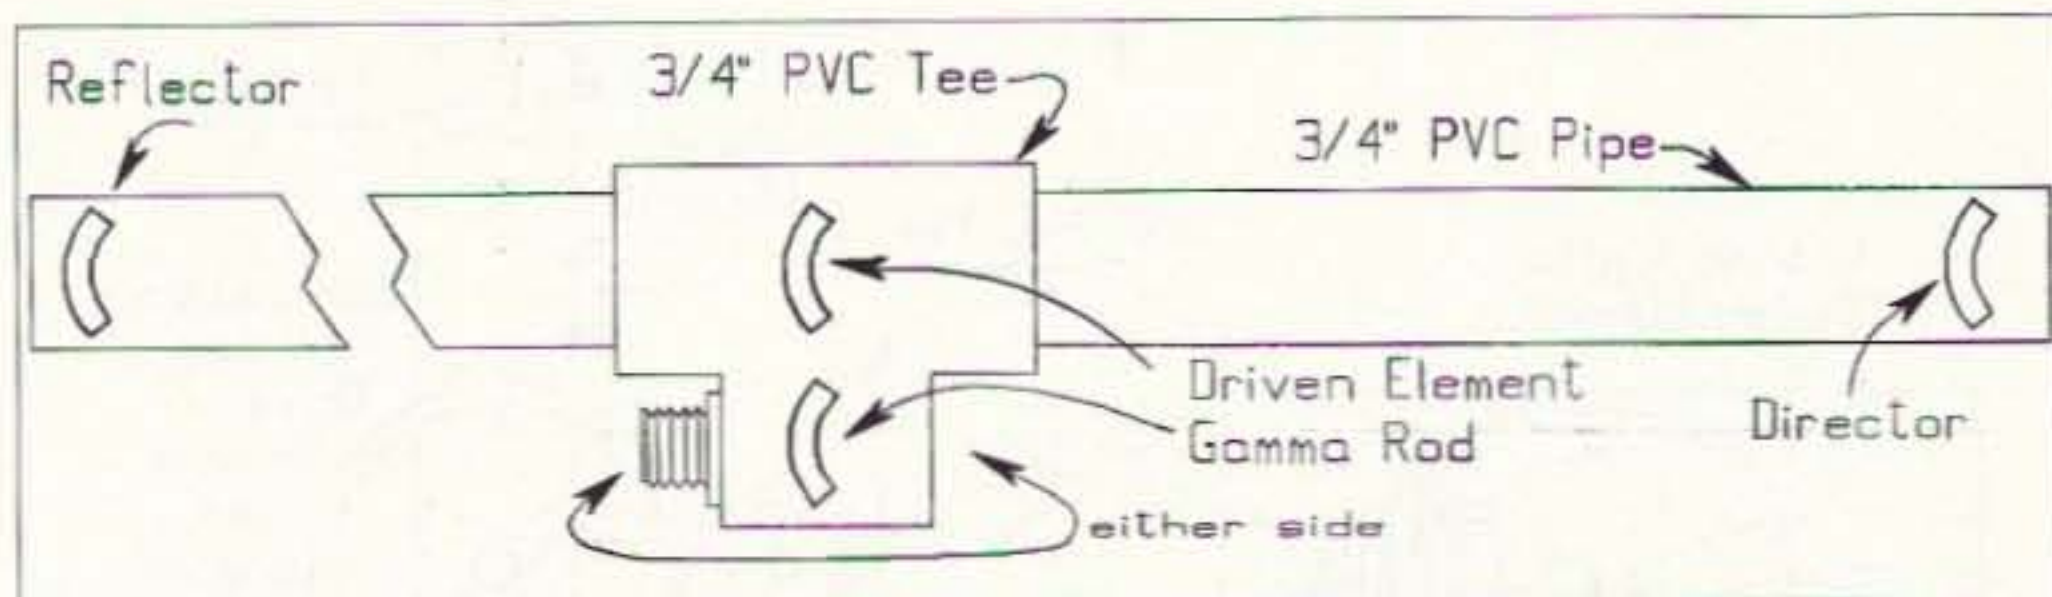 Reflector
3/4" PVC Tee
3/4" PVC Pipe
Driven Element
Gamma Rod
Director
either side